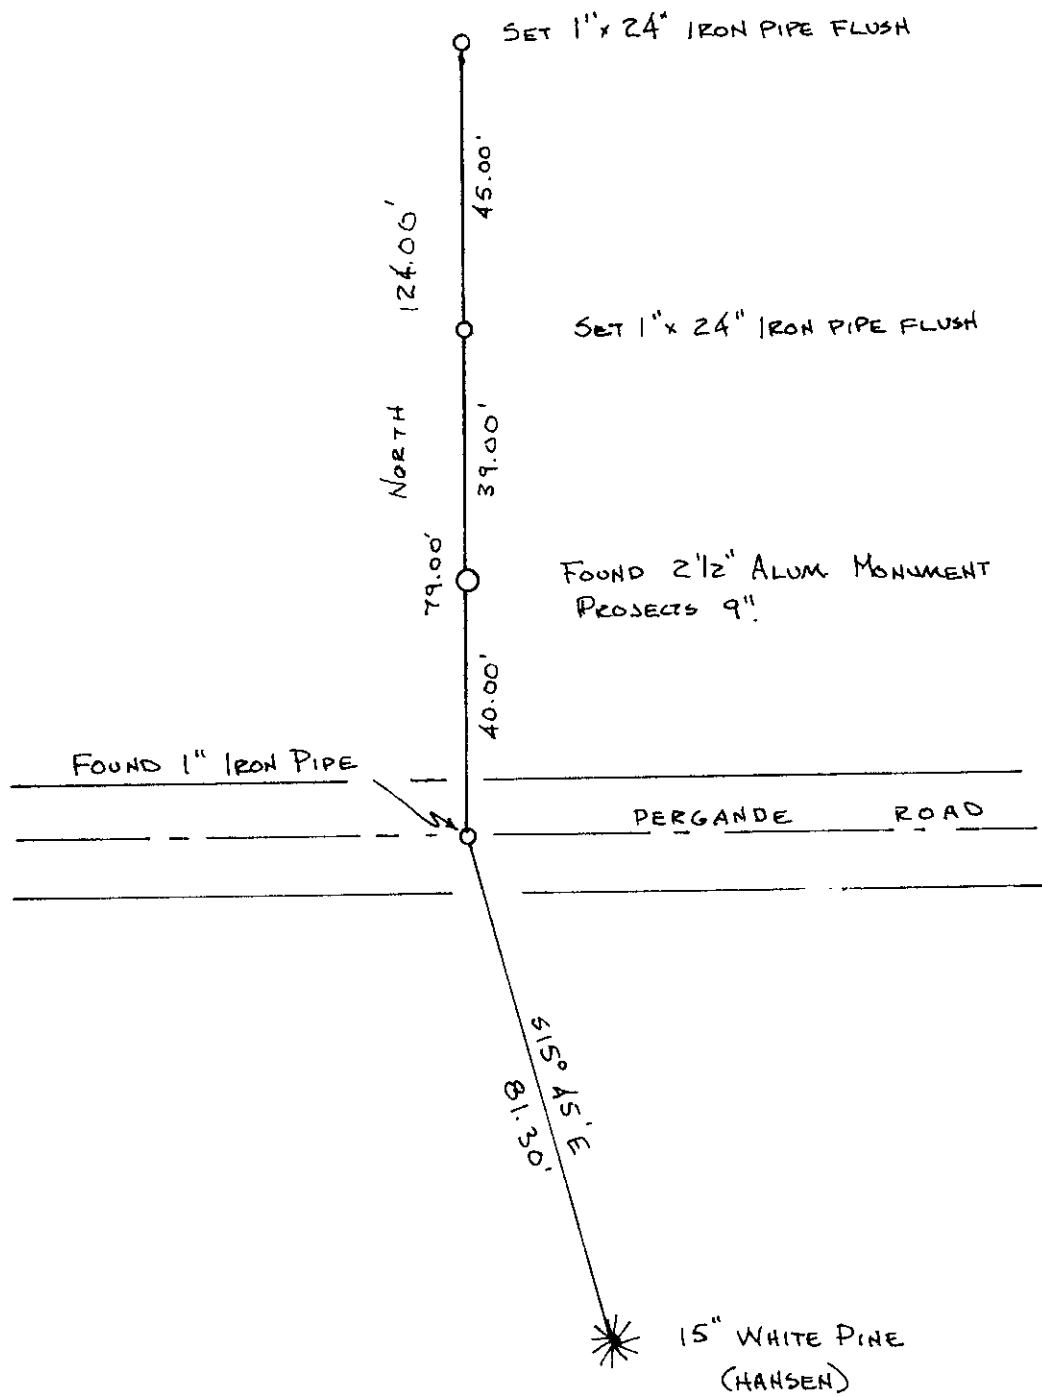 SET 1" x 24" IRON PIPE FLUSH
45.00'
124.00'
SET 1" x 24" IRON PIPE FLUSH
NORTH
39.00'
79.00'
FOUND 2 1/2" ALUM. MONUMENT
PROJECTS 9".
40.00'
FOUND 1" IRON PIPE
PERGANDE ROAD
S15° 45' E
81.30'
15" WHITE PINE
(HANSEN)